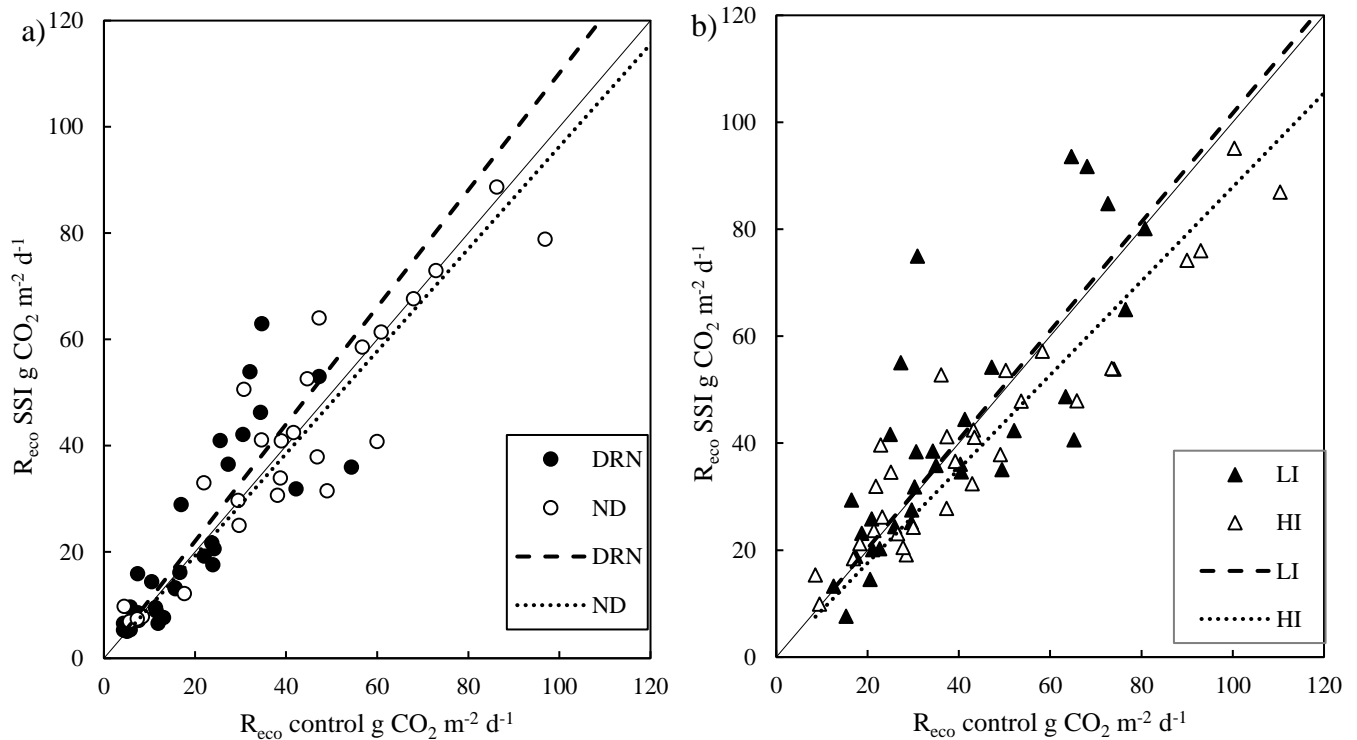 a)
R_eco SSI g CO₂ m⁻² d⁻¹
120
100
80
60
40
20
0
DRN
ND
DRN
ND
0 20 40 60 80 100 120
R_eco control g CO₂ m⁻² d⁻¹
b)
R_eco SSI g CO₂ m⁻² d⁻¹
120
100
80
60
40
20
0
LI
HI
LI
HI
0 20 40 60 80 100 120
R_eco control g CO₂ m⁻² d⁻¹